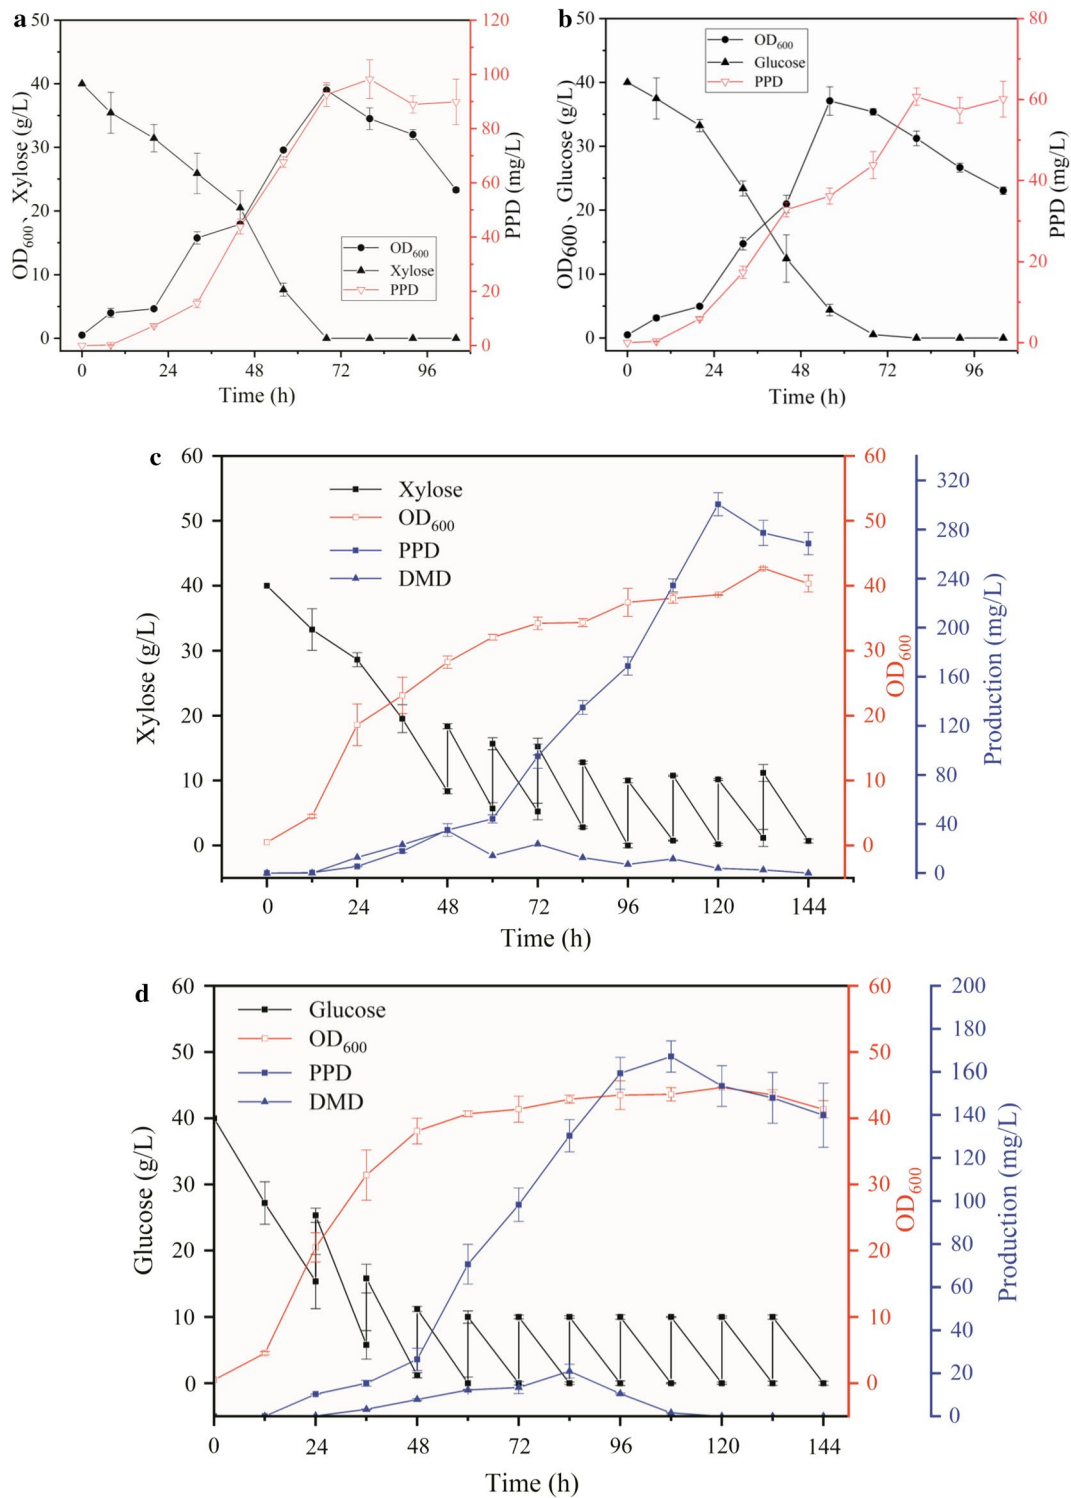 a
50
40
30
20
10
0
OD600、Xylose (g/L)
120
100
80
60
40
20
0
PPD (mg/L)
OD600
Xylose
PPD
0 24 48 72 96
Time (h)
b
50
40
30
20
10
0
OD600、Glucose (g/L)
80
60
40
20
0
PPD (mg/L)
OD600
Glucose
PPD
0 24 48 72 96
Time (h)
c
60
50
40
30
20
10
0
Xylose (g/L)
Xylose
OD600
PPD
DMD
60
50
40
30
20
10
0
OD600
320
280
240
200
160
120
80
40
0
Production (mg/L)
0 24 48 72 96 120 144
Time (h)
d
60
50
40
30
20
10
0
Glucose (g/L)
Glucose
OD600
PPD
DMD
60
50
40
30
20
10
0
OD600
200
180
160
140
120
100
80
60
40
20
0
Production (mg/L)
0 24 48 72 96 120 144
Time (h)